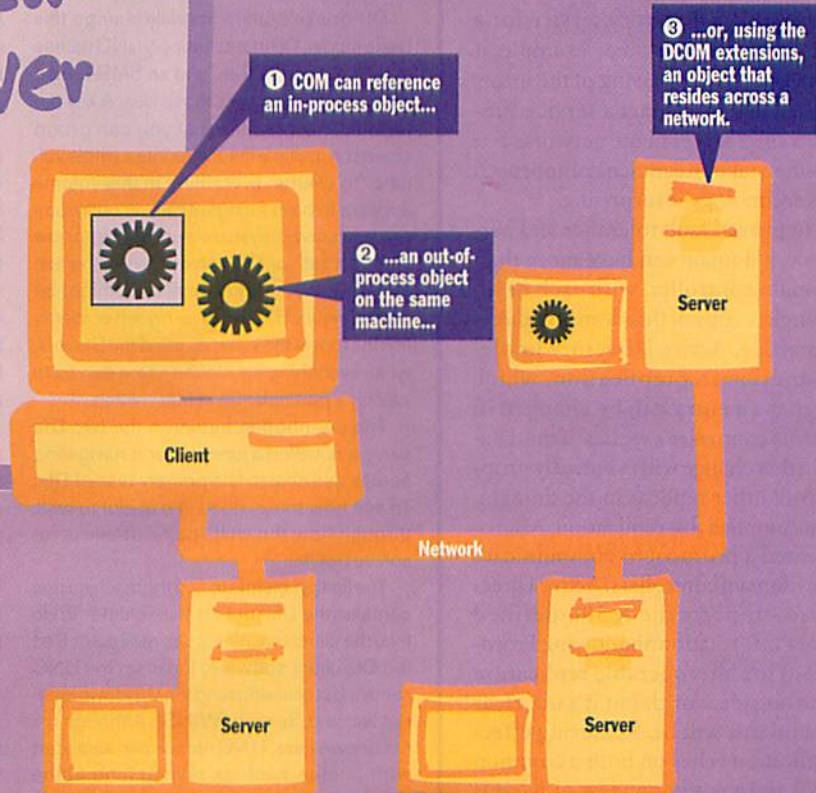 ❶ COM can reference
an in-process object...
❷ ...an out-of-
process object
on the same
machine...
❸ ...or, using the
DCOM extensions,
an object that
resides across a
network.
Client
Server
Network
Server
Server